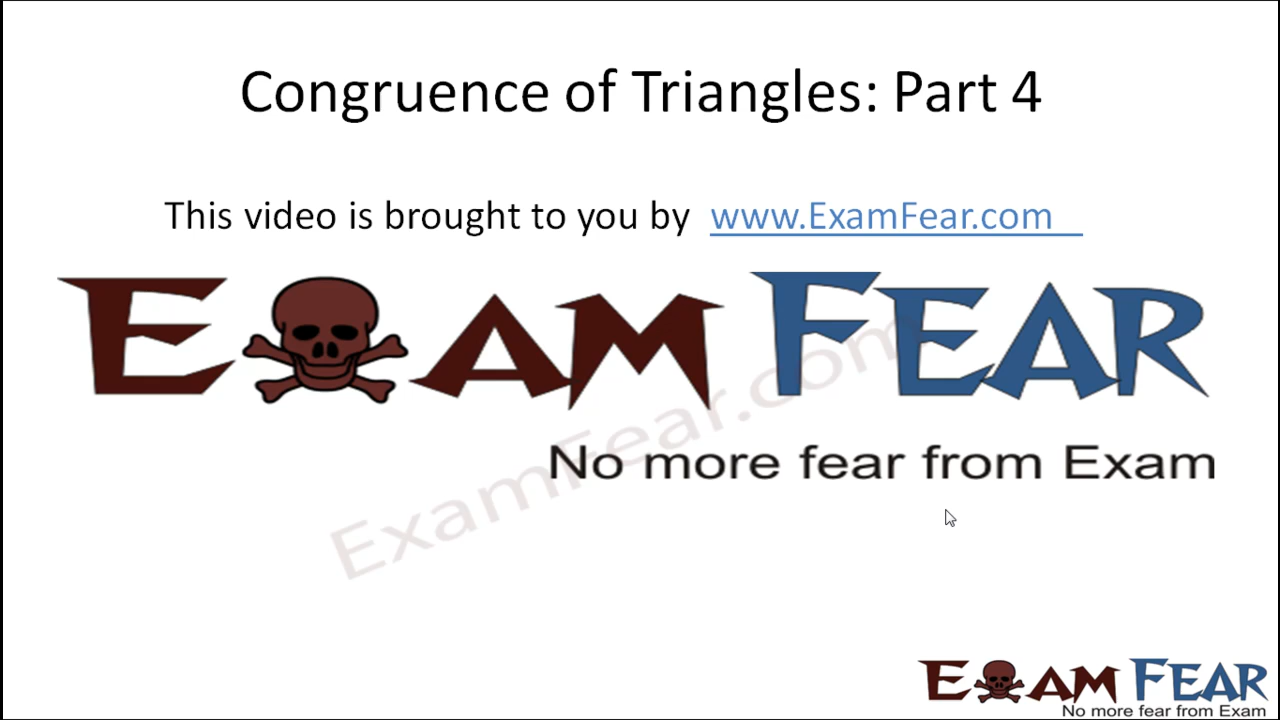 Congruence of Triangles: Part 4
This video is brought to you by www.ExamFear.com
EXAM FEAR
ExamFear.com
No more fear from Exam
EXAM FEAR
No more fear from Exam